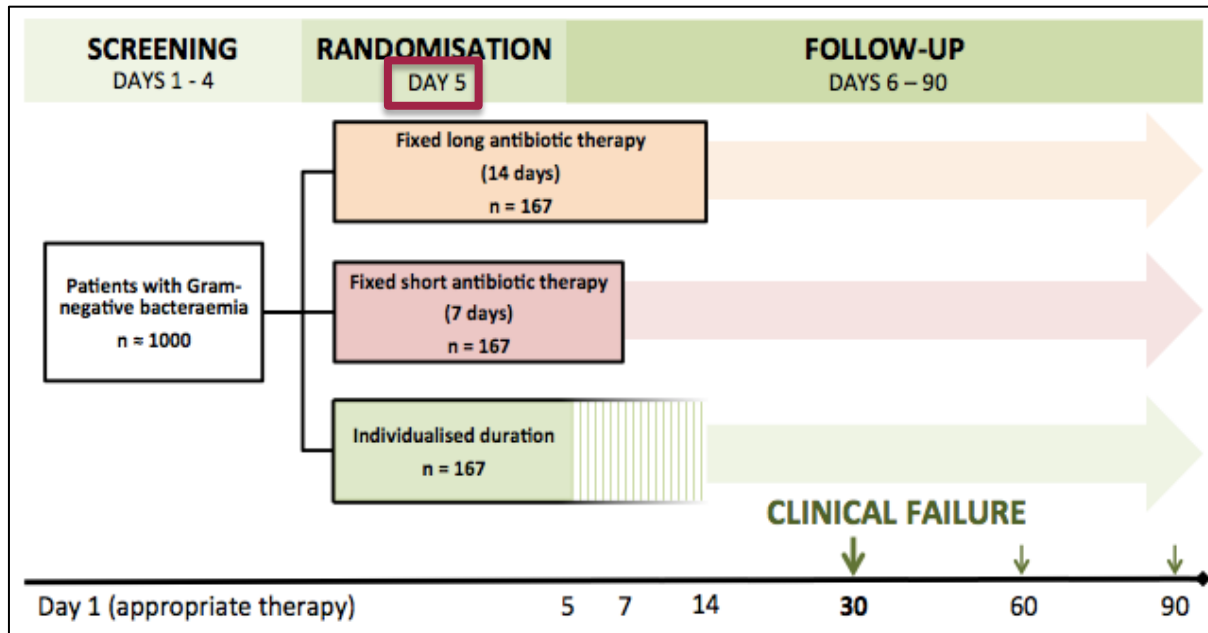 SCREENING
DAYS 1 - 4
RANDOMISATION
DAY 5
FOLLOW-UP
DAYS 6 – 90
Fixed long antibiotic therapy
(14 days)
n = 167
Patients with Gram-
negative bacteraemia
n ≈ 1000
Fixed short antibiotic therapy
(7 days)
n = 167
Individualised duration
n = 167
CLINICAL FAILURE
Day 1 (appropriate therapy) 5 7 14 30 60 90